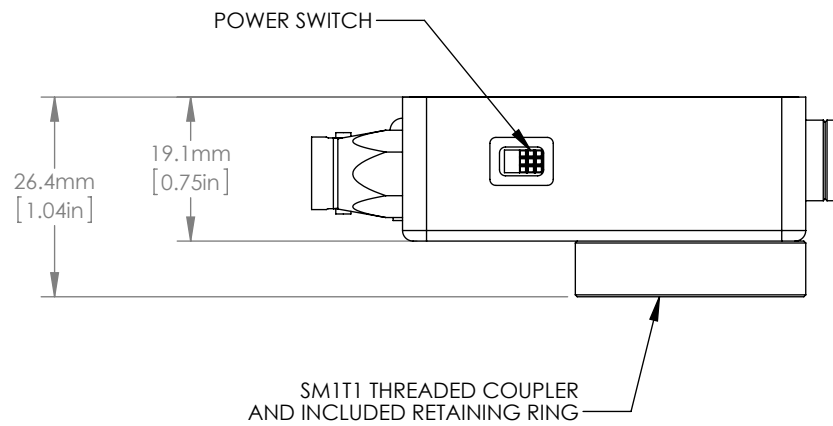 POWER SWITCH
19.1mm
[0.75in]
26.4mm
[1.04in]
SM1T1 THREADED COUPLER
AND INCLUDED RETAINING RING